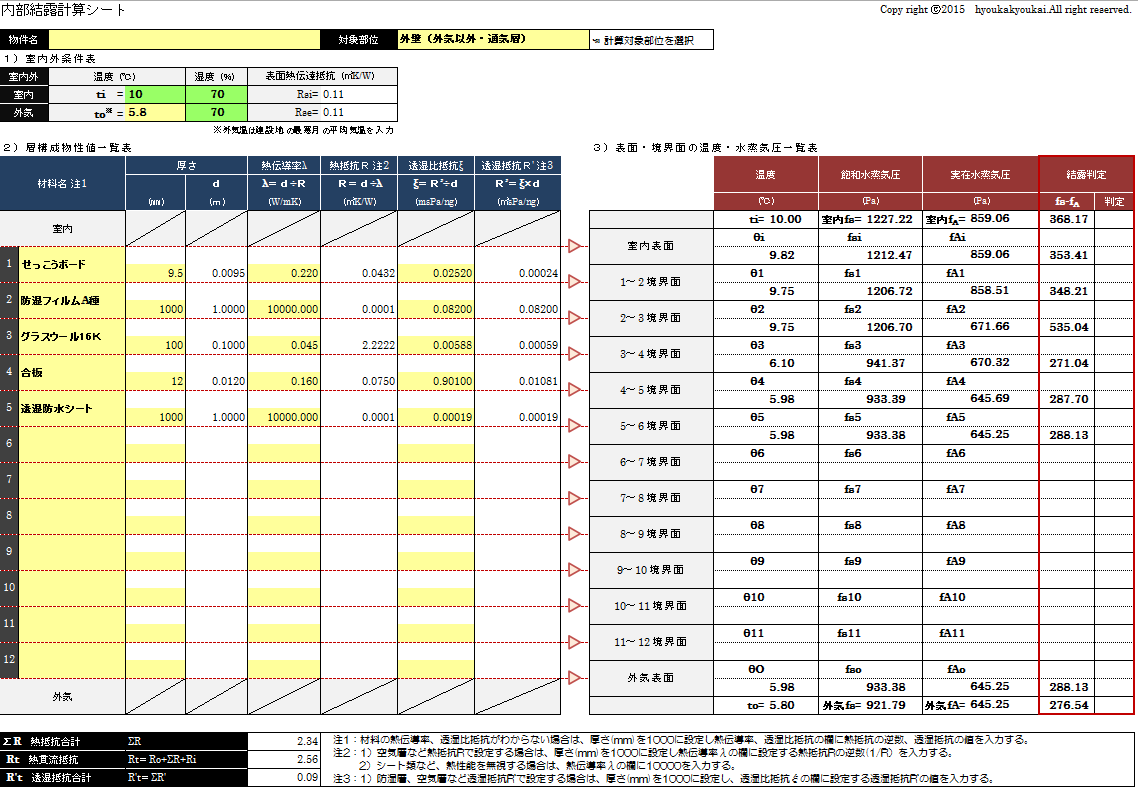 内部結露計算シート
Copy right ⓒ2015 hyoukakyoukai.All right reserved.
物件名 対象部位 外壁（外気以外・通気層） ☜ 計算対象部位を選択
１）室内外条件表
室内外 温度（℃） 湿度（%） 表面熱伝達抵抗（㎡K/W）
室内 ti = 10 70 Rsi= 0.11
外気 to※ = 5.8 70 Rse= 0.11
※外気温は建設地の最寒月の平均気温を入力
２）層構成物性値一覧表
材料名 注1 厚さ 熱伝導率λ 熱抵抗Ｒ 注2 透湿比抵抗ξ 透湿抵抗Ｒ' 注3
d λ= d÷R R= d÷λ ξ= R'÷d R'= ξ×d
(㎜) (ｍ) (W/mK) (㎡K/W) (msPa/ng) (㎡sPa/ng)
室内
1 せっこうボード 9.5 0.0095 0.220 0.0432 0.02520 0.00024
2 防湿フィルムA種 1000 1.0000 10000.000 0.0001 0.08200 0.08200
3 グラスウール16K 100 0.1000 0.045 2.2222 0.00588 0.00059
4 合板 12 0.0120 0.160 0.0750 0.90100 0.01081
5 透湿防水シート 1000 1.0000 10000.000 0.0001 0.00019 0.00019
6
7
8
9
10
11
12
外気
３）表面・境界面の温度・水蒸気圧一覧表
温度 飽和水蒸気圧 実在水蒸気圧 結露判定
(℃) (Pa) (Pa) fs-fA 判定
ti= 10.00 室内fs= 1227.22 室内fA= 859.06 368.17
室内表面 θi fsi fAi
9.82 1212.47 859.06 353.41
1～2 境界面 θ1 fs1 fA1
9.75 1206.72 858.51 348.21
2～3 境界面 θ2 fs2 fA2
9.75 1206.70 671.66 535.04
3～4 境界面 θ3 fs3 fA3
6.10 941.37 670.32 271.04
4～5 境界面 θ4 fs4 fA4
5.98 933.39 645.69 287.70
5～6 境界面 θ5 fs5 fA5
5.98 933.38 645.25 288.13
6～7 境界面 θ6 fs6 fA6
7～8 境界面 θ7 fs7 fA7
8～9 境界面 θ8 fs8 fA8
9～10 境界面 θ9 fs9 fA9
10～11 境界面 θ10 fs10 fA10
11～12 境界面 θ11 fs11 fA11
外気表面 θO fso fAo
5.98 933.38 645.25 288.13
to= 5.80 外気fs= 921.79 外気fA= 645.25 276.54
ΣR 熱抵抗合計 ΣR 2.34
Rt 熱貫流抵抗 Rt= Ro+ΣR+Ri 2.56
R't 透湿抵抗合計 R't= ΣR' 0.09
注1：材料の熱伝導率、透湿比抵抗がわからない場合は、厚さ(mm)を1000に設定し熱伝導率、透湿比抵抗の欄に熱抵抗の逆数、透湿抵抗の値を入力する。
注2：1）空気層など熱抵抗Rで設定する場合は、厚さ(mm)を1000に設定し熱伝導率λの欄に設定する熱抵抗Rの逆数(1/R）を入力する。
2）シート類など、熱性能を無視する場合は、熱伝導率λの欄に10000を入力する。
注3：1）防湿層、空気層など透湿抵抗R'で設定する場合は、厚さ(mm)を1000に設定し、透湿比抵抗ξの欄に設定する透湿抵抗R'の値を入力する。